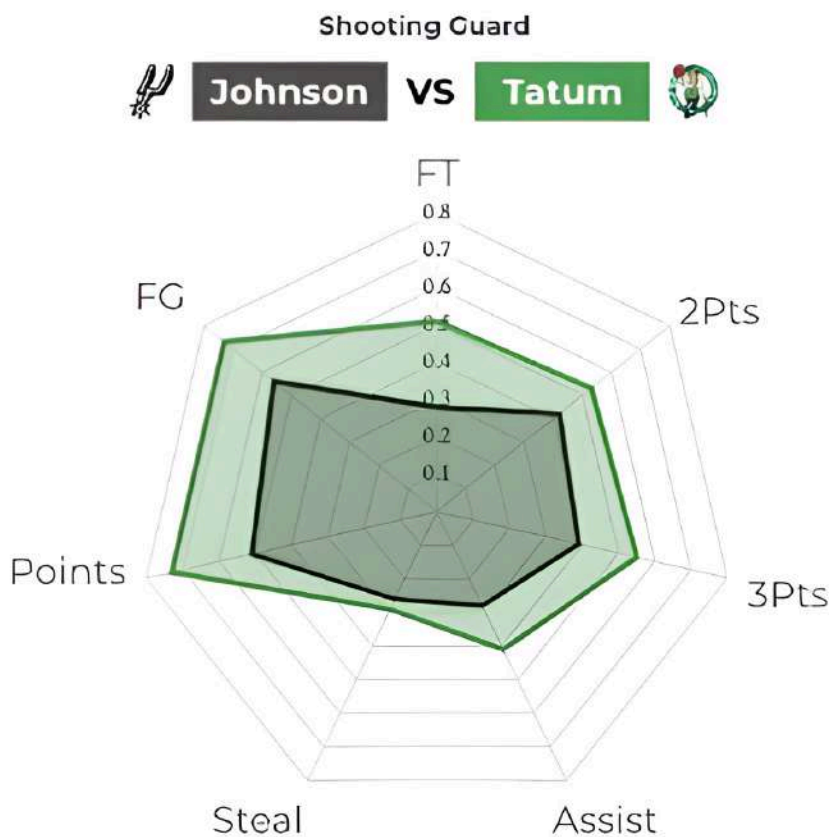 Shooting Guard
Johnson VS Tatum
FT
0.8
0.7
0.6
0.5
0.4
0.3
0.2
0.1
FG
2Pts
Points
3Pts
Steal
Assist